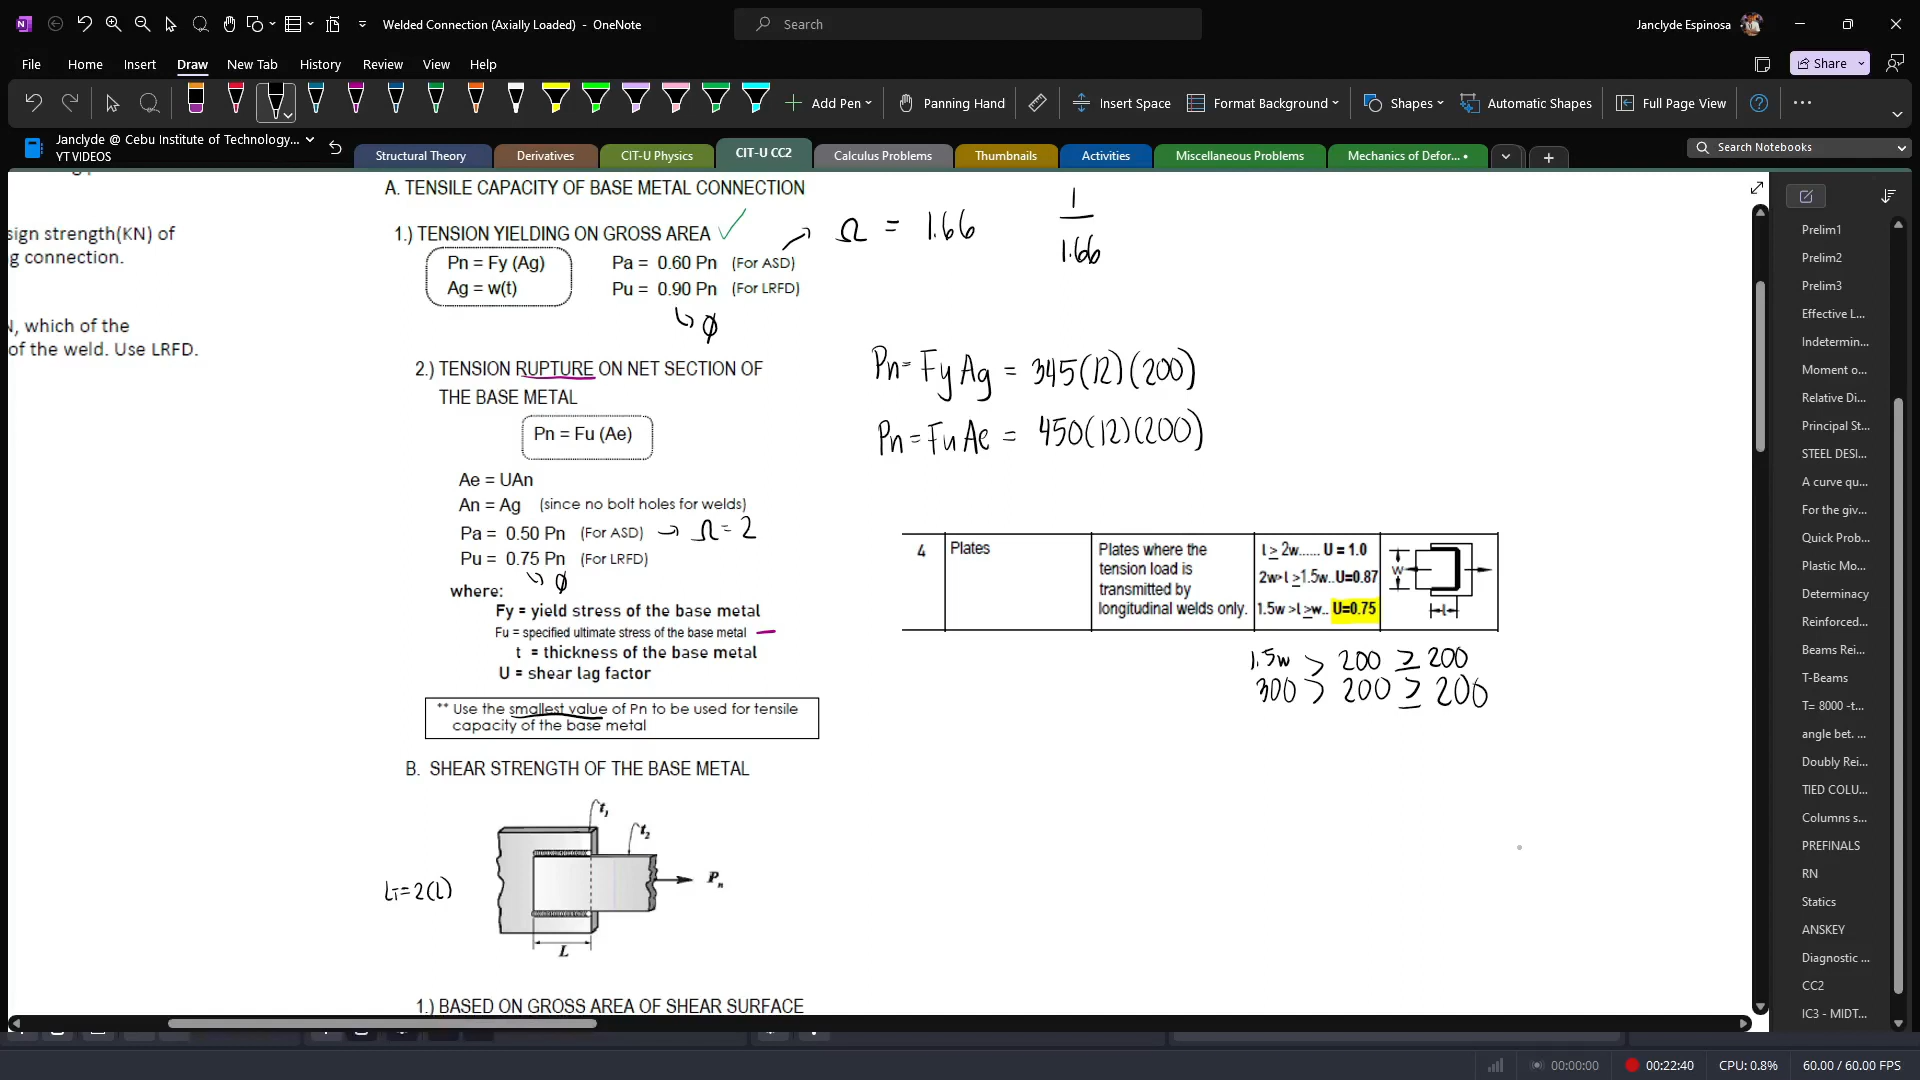 Welded Connection (Axially Loaded) - OneNote
Search
Janclyde Espinosa
File Home Insert Draw New Tab History Review View Help
Share
Add Pen
Panning Hand
Insert Space
Format Background
Shapes
Automatic Shapes
Full Page View
Janclyde @ Cebu Institute of Technology...
YT VIDEOS
Structural Theory
Derivatives
CIT-U Physics
CIT-U CC2
Calculus Problems
Thumbnails
Activities
Miscellaneous Problems
Mechanics of Defor... •
Search Notebooks
sign strength(KN) of
g connection.
N, which of the
of the weld. Use LRFD.
A. TENSILE CAPACITY OF BASE METAL CONNECTION
1.) TENSION YIELDING ON GROSS AREA
Pn = Fy (Ag)
Ag = w(t)
Pa = 0.60 Pn (For ASD)
Pu = 0.90 Pn (For LRFD)
ϕ
Ω = 1.66
1
1.66
2.) TENSION RUPTURE ON NET SECTION OF
THE BASE METAL
Pn = Fu (Ae)
Ae = UAn
An = Ag (since no bolt holes for welds)
Pa = 0.50 Pn (For ASD) → Ω = 2
Pu = 0.75 Pn (For LRFD)
ϕ
where:
Fy = yield stress of the base metal
Fu = specified ultimate stress of the base metal
t = thickness of the base metal
U = shear lag factor
** Use the smallest value of Pn to be used for tensile
capacity of the base metal
Pn = Fy Ag = 345(12)(200)
Pn = Fu Ae = 450(12)(200)
4
Plates
Plates where the
tension load is
transmitted by
longitudinal welds only.
l ≥ 2w...... U = 1.0
2w>l ≥1.5w..U=0.87
1.5w >l ≥w.. U=0.75
w
l
1.5w > 200 ≥ 200
300 > 200 ≥ 200
B. SHEAR STRENGTH OF THE BASE METAL
t₁
t₂
Pₙ
L
LT=2(L)
1.) BASED ON GROSS AREA OF SHEAR SURFACE
Prelim1
Prelim2
Prelim3
Effective L...
Indetermin...
Moment o...
Relative Di...
Principal St...
STEEL DESI...
A curve qu...
For the giv...
Quick Prob...
Plastic Mo...
Determinacy
Reinforced...
Beams Rei...
T-Beams
T= 8000 -t...
angle bet. ...
Doubly Rei...
TIED COLU...
Columns s...
PREFINALS
RN
Statics
ANSKEY
Diagnostic ...
CC2
IC3 - MIDT...
00:00:00
00:22:40
CPU: 0.8%
60.00 / 60.00 FPS